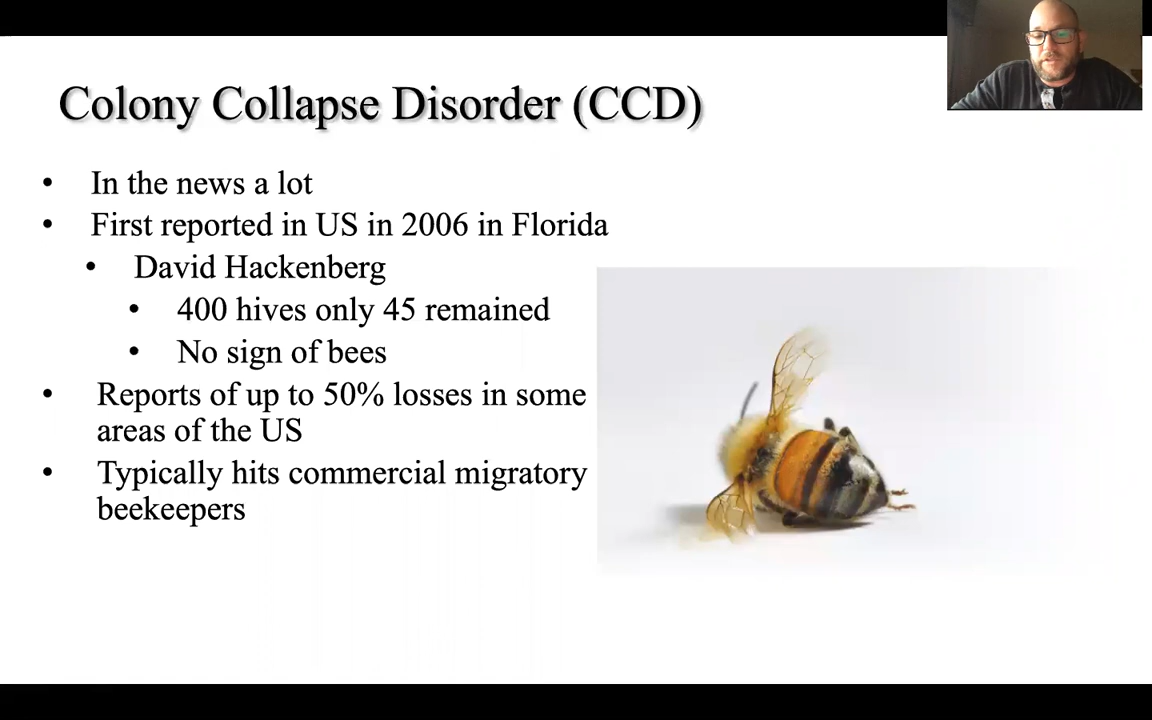 Colony Collapse Disorder (CCD)
• In the news a lot
• First reported in US in 2006 in Florida
• David Hackenberg
• 400 hives only 45 remained
• No sign of bees
• Reports of up to 50% losses in some
areas of the US
• Typically hits commercial migratory
beekeepers